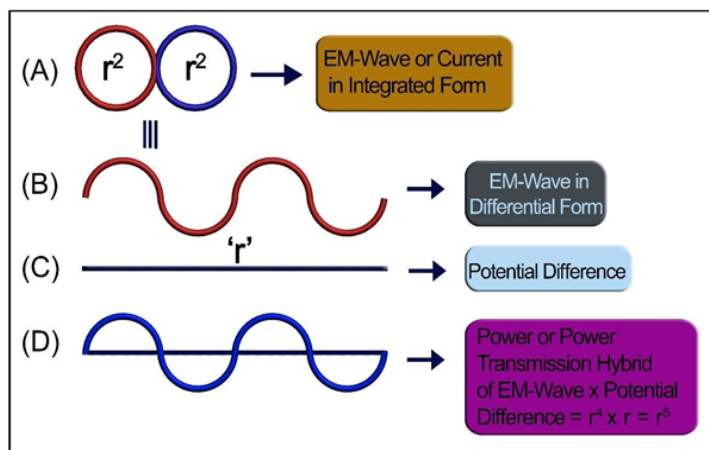 (A)
r² r²
EM-Wave or Current
in Integrated Form
(B)
EM-Wave in
Differential Form
'r'
(C)
Potential Difference
(D)
Power or Power
Transmission Hybrid
of EM-Wave x Potential
Difference = r⁴ x r = r⁵